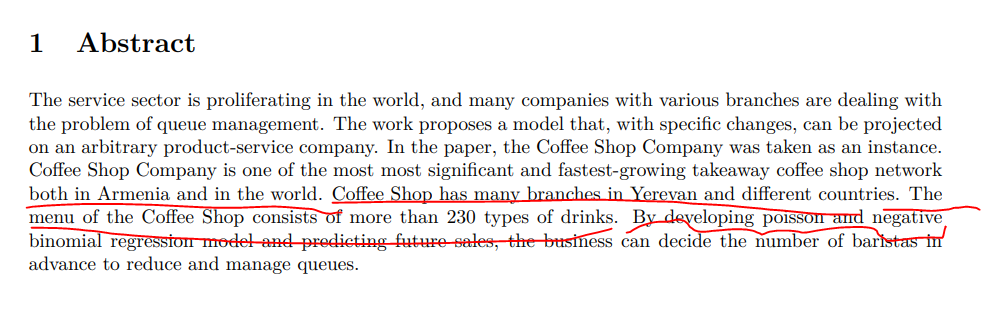 1 Abstract
The service sector is proliferating in the world, and many companies with various branches are dealing with
the problem of queue management. The work proposes a model that, with specific changes, can be projected
on an arbitrary product-service company. In the paper, the Coffee Shop Company was taken as an instance.
Coffee Shop Company is one of the most most significant and fastest-growing takeaway coffee shop network
both in Armenia and in the world. Coffee Shop has many branches in Yerevan and different countries. The
menu of the Coffee Shop consists of more than 230 types of drinks. By developing poisson and negative
binomial regression model and predicting future sales, the business can decide the number of baristas in
advance to reduce and manage queues.